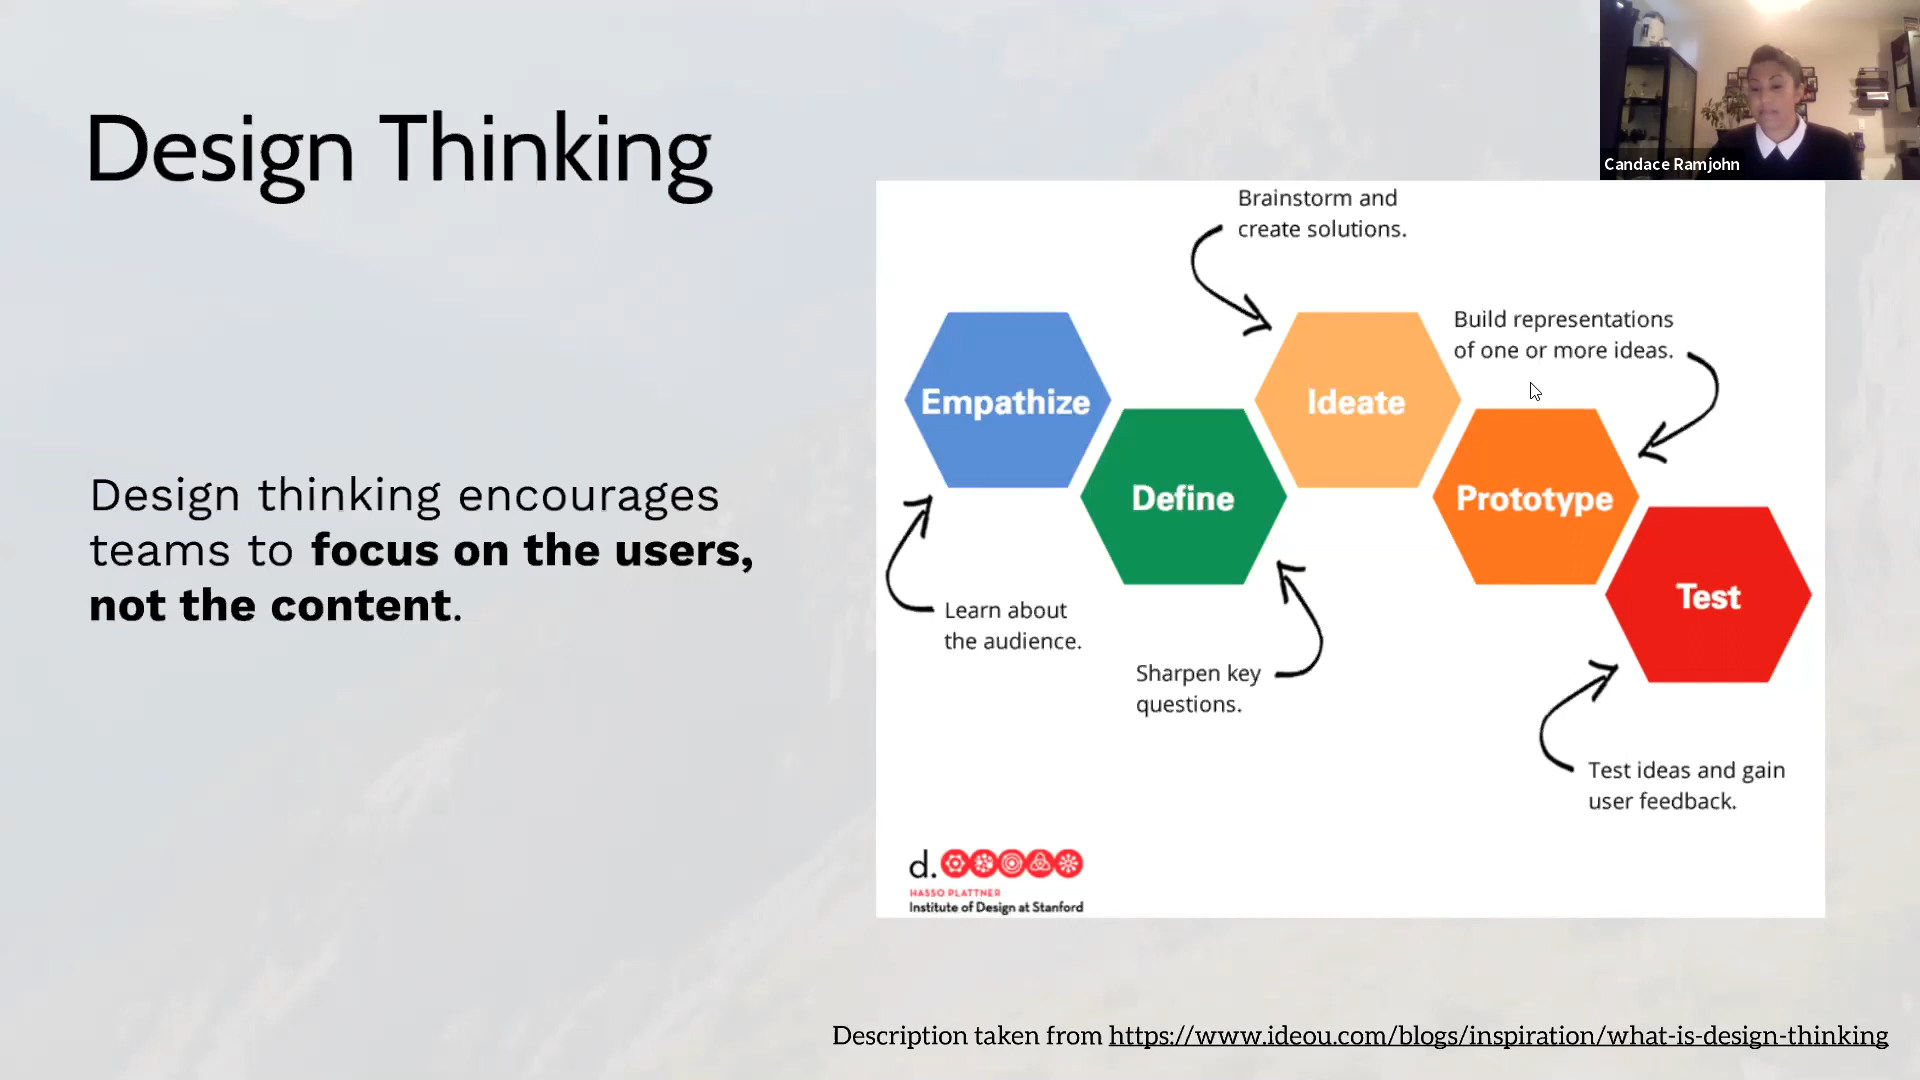 Design Thinking
Candace Ramjohn
Design thinking encourages
teams to focus on the users,
not the content.
Brainstorm and
create solutions.
Build representations
of one or more ideas.
Empathize
Ideate
Define
Prototype
Test
Learn about
the audience.
Sharpen key
questions.
Test ideas and gain
user feedback.
d.
HASSO PLATTNER
Institute of Design at Stanford
Description taken from https://www.ideou.com/blogs/inspiration/what-is-design-thinking